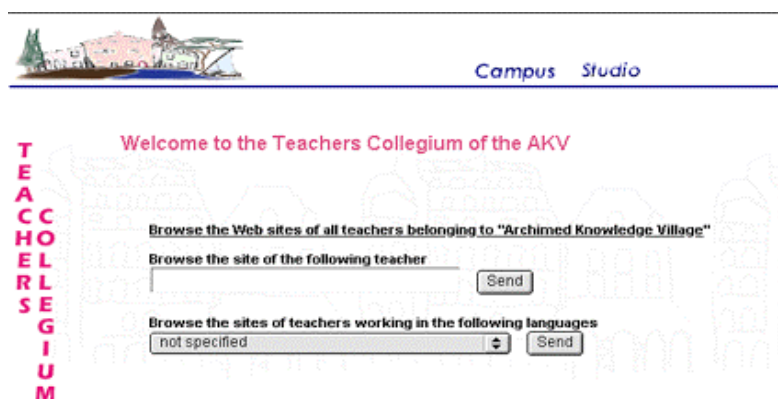 Campus Studio
Welcome to the Teachers Collegium of the AKV
TEACHERS
COLLEGIUM
Browse the Web sites of all teachers belonging to "Archimed Knowledge Village"
Browse the site of the following teacher
Send
Browse the sites of teachers working in the following languages
not specified Send